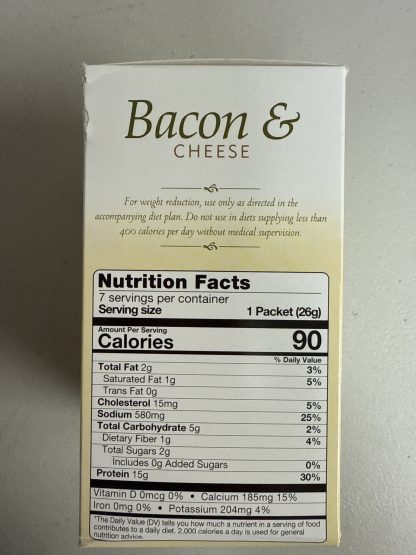 Bacon &
CHEESE
For weight reduction, use only as directed in the
accompanying diet plan. Do not use in diets supplying less than
400 calories per day without medical supervision.
Nutrition Facts
7 servings per container
Serving size 1 Packet (26g)
Amount Per Serving
Calories 90
% Daily Value
Total Fat 2g 3%
Saturated Fat 1g 5%
Trans Fat 0g
Cholesterol 15mg 5%
Sodium 580mg 25%
Total Carbohydrate 5g 2%
Dietary Fiber 1g 4%
Total Sugars 2g
Includes 0g Added Sugars 0%
Protein 15g 30%
Vitamin D 0mcg 0% • Calcium 185mg 15%
Iron 0mg 0% • Potassium 204mg 4%
*The Daily Value (DV) tells you how much a nutrient in a serving of food
contributes to a daily diet. 2,000 calories a day is used for general
nutrition advice.